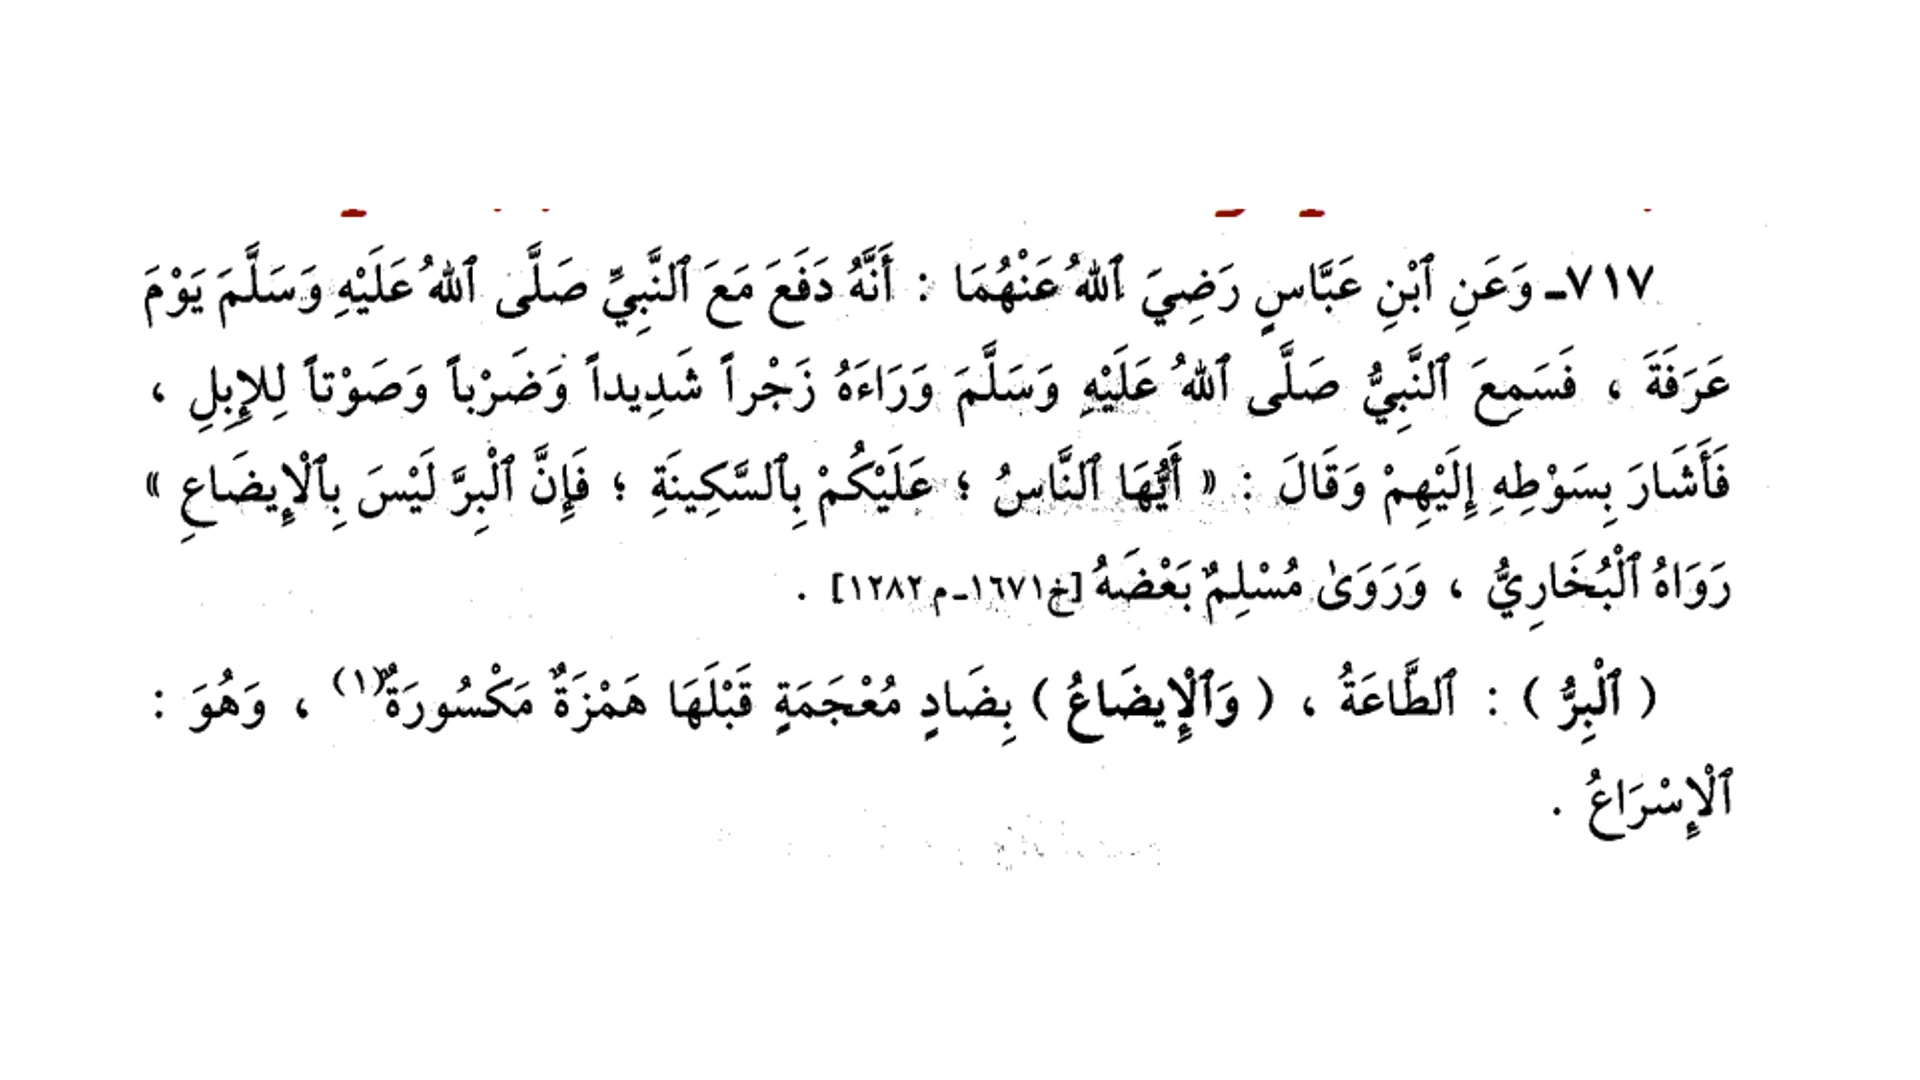 ٧١٧ـ وَعَنِ ٱبْنِ عَبَّاسٍ رَضِيَ ٱللهُ عَنْهُمَا : أَنَّهُ دَفَعَ مَعَ ٱلنَّبِيِّ صَلَّى ٱللهُ عَلَيْهِ وَسَلَّمَ يَوْمَ
عَرَفَةَ ، فَسَمِعَ ٱلنَّبِيُّ صَلَّى ٱللهُ عَلَيْهِ وَسَلَّمَ وَرَاءَهُ زَجْراً شَدِيداً وَضَرْباً وَصَوْتاً لِلإِبِلِ ،
فَأَشَارَ بِسَوْطِهِ إِلَيْهِمْ وَقَالَ : « أَيُّهَا ٱلنَّاسُ ؛ عَلَيْكُمْ بِٱلسَّكِينَةِ ؛ فَإِنَّ ٱلْبِرَّ لَيْسَ بِٱلْإِيضَاعِ »
رَوَاهُ ٱلْبُخَارِيُّ ، وَرَوَىٰ مُسْلِمٌ بَعْضَهُ [خ١٦٧١ـ م١٢٨٢] .
( ٱلْبِرُّ ) : ٱلطَّاعَةُ ، ( وَٱلْإِيضَاعُ ) بِضَادٍ مُعْجَمَةٍ قَبْلَهَا هَمْزَةٌ مَكْسُورَةٌ(١) ، وَهُوَ :
ٱلْإِسْرَاعُ .